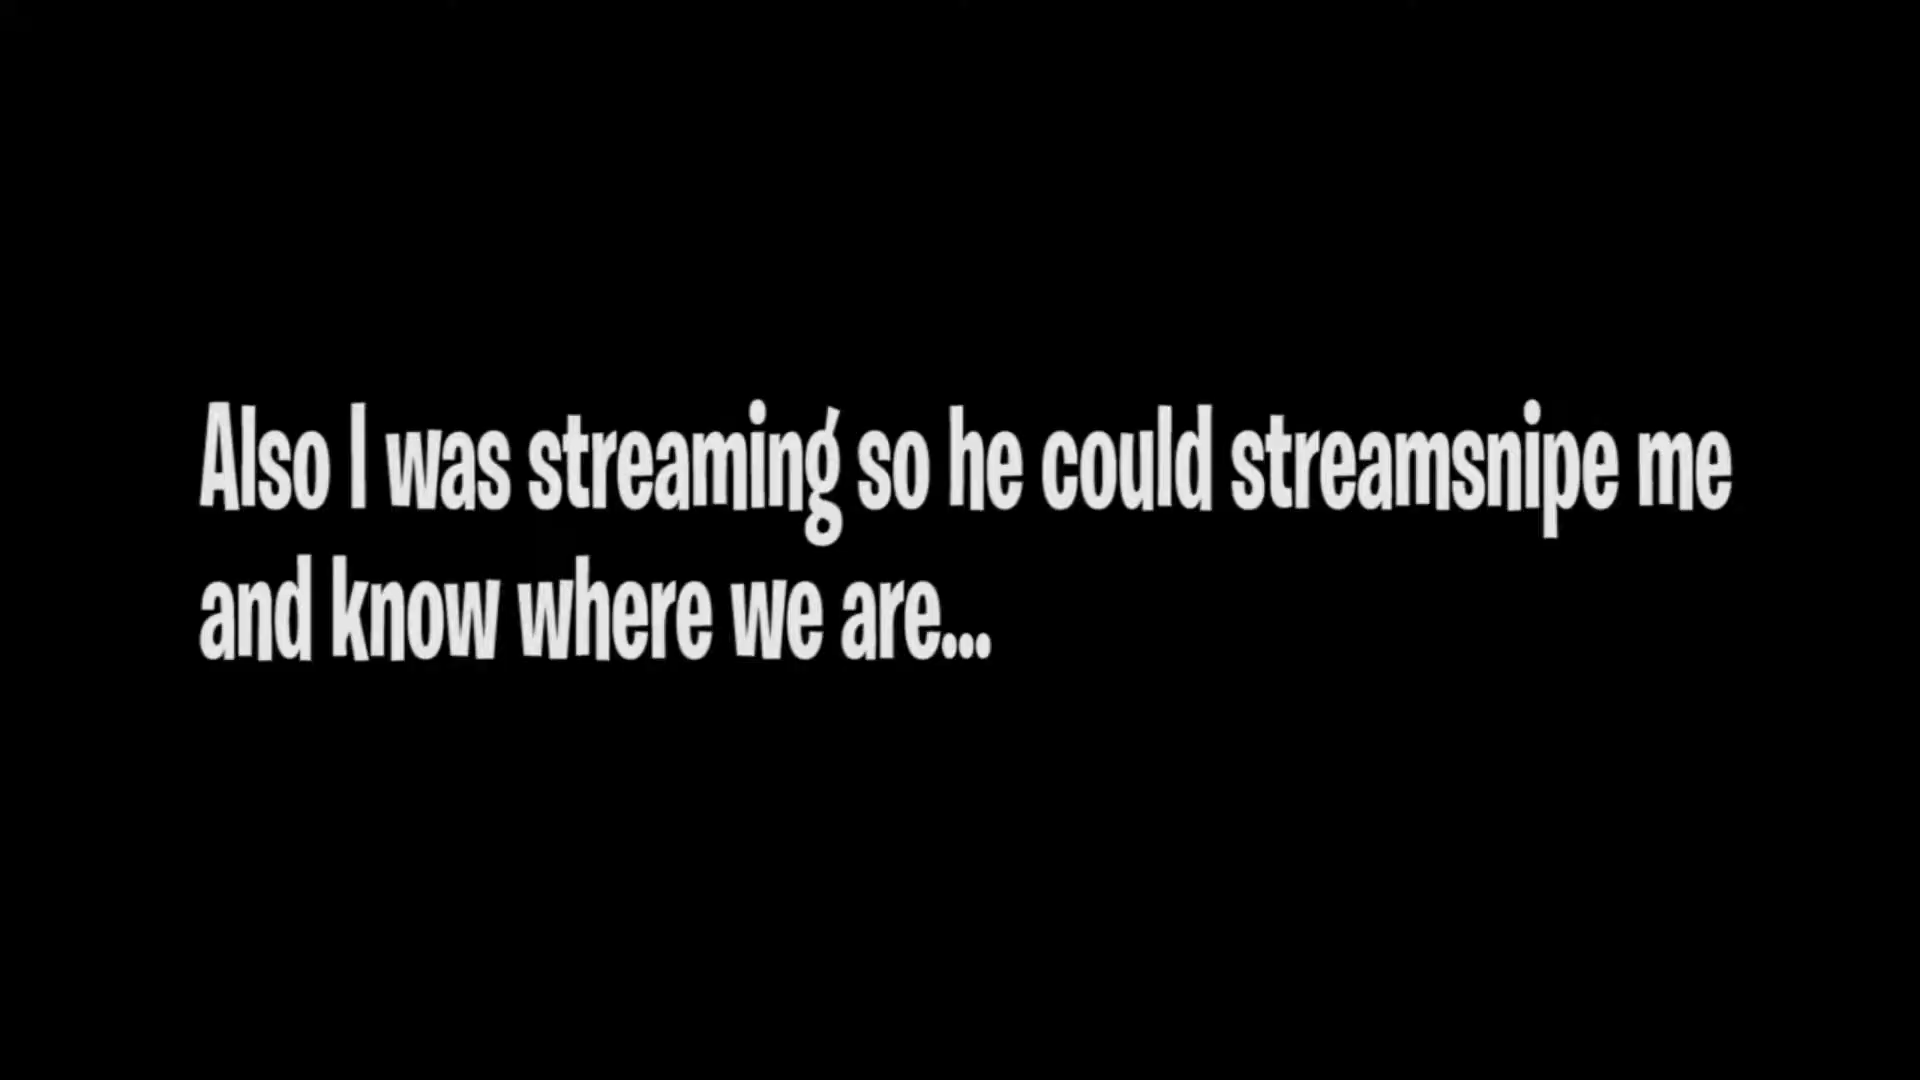 Also I was streaming so he could streamsnipe me
and know where we are...